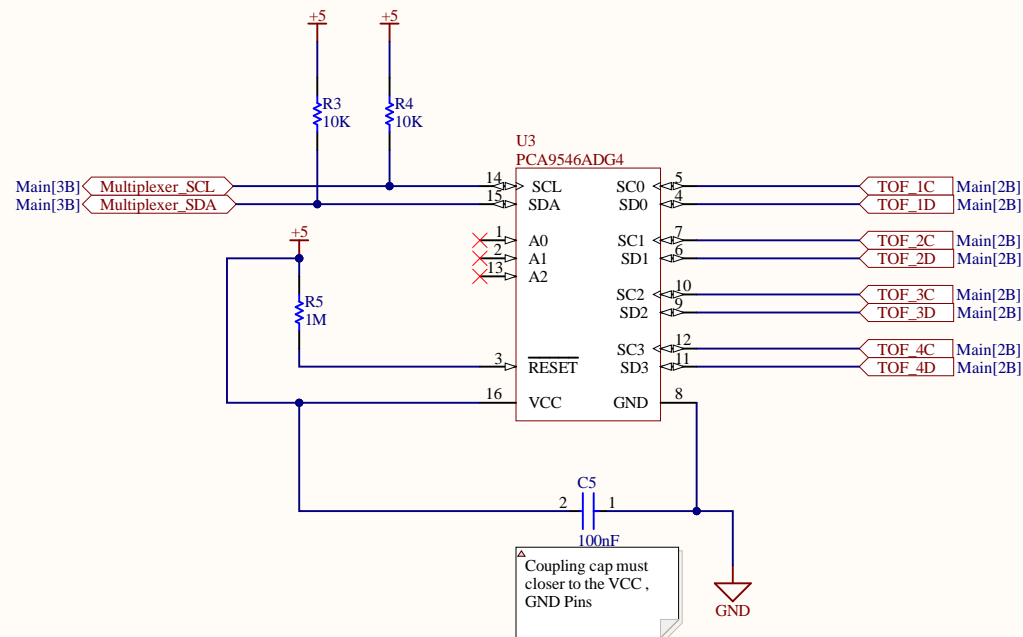 +5
+5
R3
10K
R4
10K
U3
PCA9546ADG4
Main[3B]
Multiplexer_SCL
14
SCL
SC0
5
TOF_1C
Main[2B]
Main[3B]
Multiplexer_SDA
15
SDA
SD0
4
TOF_1D
Main[2B]
+5
1
A0
SC1
7
TOF_2C
Main[2B]
2
A1
SD1
6
TOF_2D
Main[2B]
13
A2
SC2
10
TOF_3C
Main[2B]
R5
1M
SD2
9
TOF_3D
Main[2B]
SC3
12
TOF_4C
Main[2B]
3
RESET
SD3
11
TOF_4D
Main[2B]
16
VCC
GND
8
C5
2
1
100nF
Coupling cap must
closer to the VCC ,
GND Pins
GND